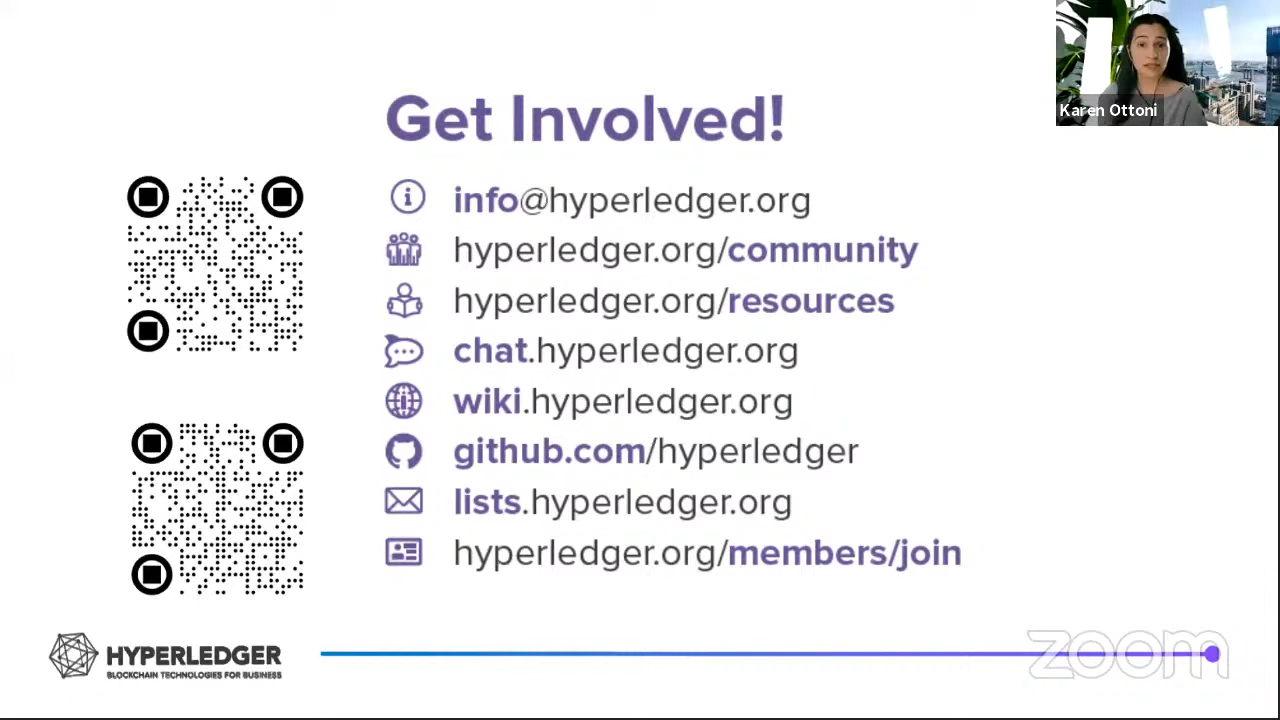 Karen Ottoni
Get Involved!
info@hyperledger.org
hyperledger.org/community
hyperledger.org/resources
chat.hyperledger.org
wiki.hyperledger.org
github.com/hyperledger
lists.hyperledger.org
hyperledger.org/members/join
HYPERLEDGER
BLOCKCHAIN TECHNOLOGIES FOR BUSINESS
zoom